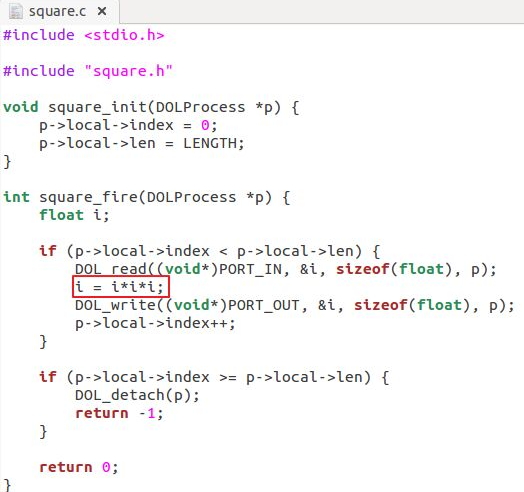 square.c ×
#include <stdio.h>
#include "square.h"
void square_init(DOLProcess *p) {
    p->local->index = 0;
    p->local->len = LENGTH;
}
int square_fire(DOLProcess *p) {
    float i;
    if (p->local->index < p->local->len) {
        DOL_read((void*)PORT_IN, &i, sizeof(float), p);
        i = i*i*i;
        DOL_write((void*)PORT_OUT, &i, sizeof(float), p);
        p->local->index++;
    }
    if (p->local->index >= p->local->len) {
        DOL_detach(p);
        return -1;
    }
    return 0;
}